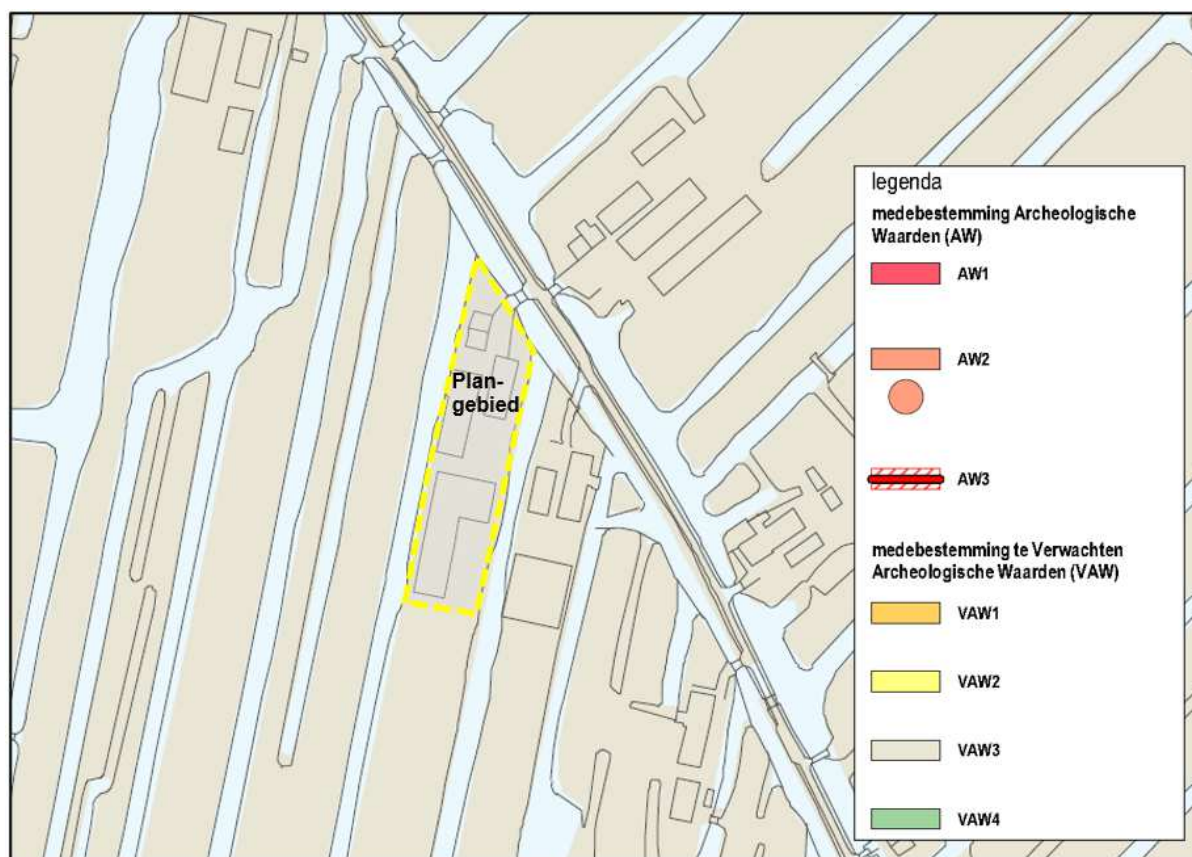 Plan-
gebied
legenda
medebestemming Archeologische
Waarden (AW)
AW1
AW2
AW3
medebestemming te Verwachten
Archeologische Waarden (VAW)
VAW1
VAW2
VAW3
VAW4